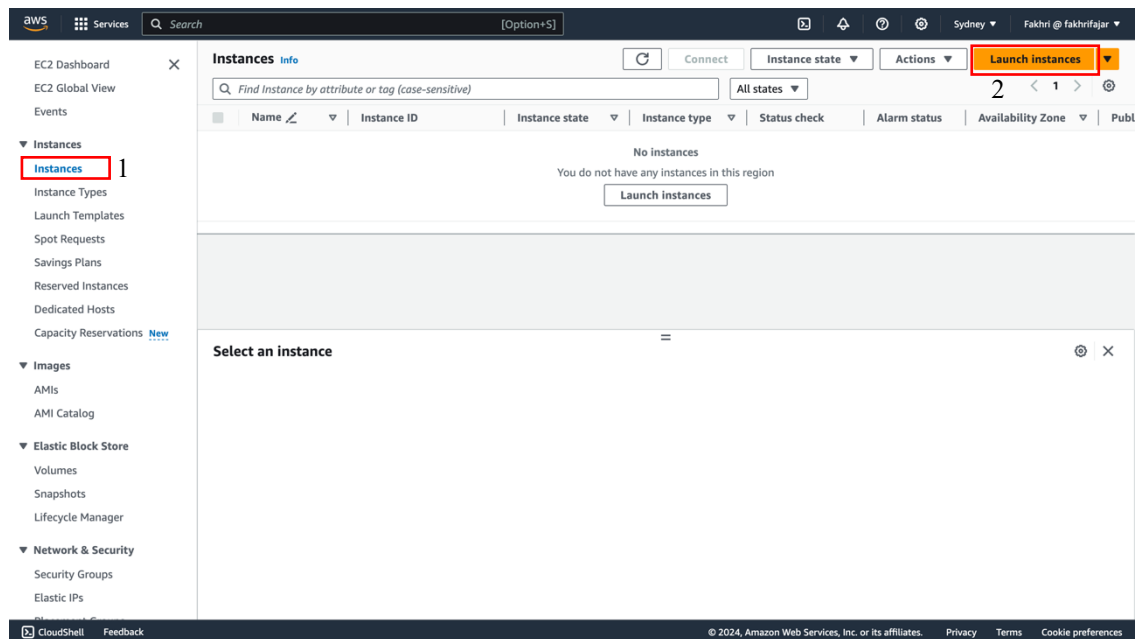 aws Services Search [Option+S] Sydney ▼ Fakhri @ fakhrifajar ▼
EC2 Dashboard
EC2 Global View
Events
Instances
Instances 1
Instance Types
Launch Templates
Spot Requests
Savings Plans
Reserved Instances
Dedicated Hosts
Capacity Reservations New
Images
AMIs
AMI Catalog
Elastic Block Store
Volumes
Snapshots
Lifecycle Manager
Network & Security
Security Groups
Elastic IPs
Instances Info Connect Instance state ▼ Actions ▼ Launch instances ▼
Find Instance by attribute or tag (case-sensitive) All states ▼ 2 < 1 >
Name Instance ID Instance state Instance type Status check Alarm status Availability Zone Publ
No instances
You do not have any instances in this region
Launch instances
Select an instance
CloudShell Feedback © 2024, Amazon Web Services, Inc. or its affiliates. Privacy Terms Cookie preferences